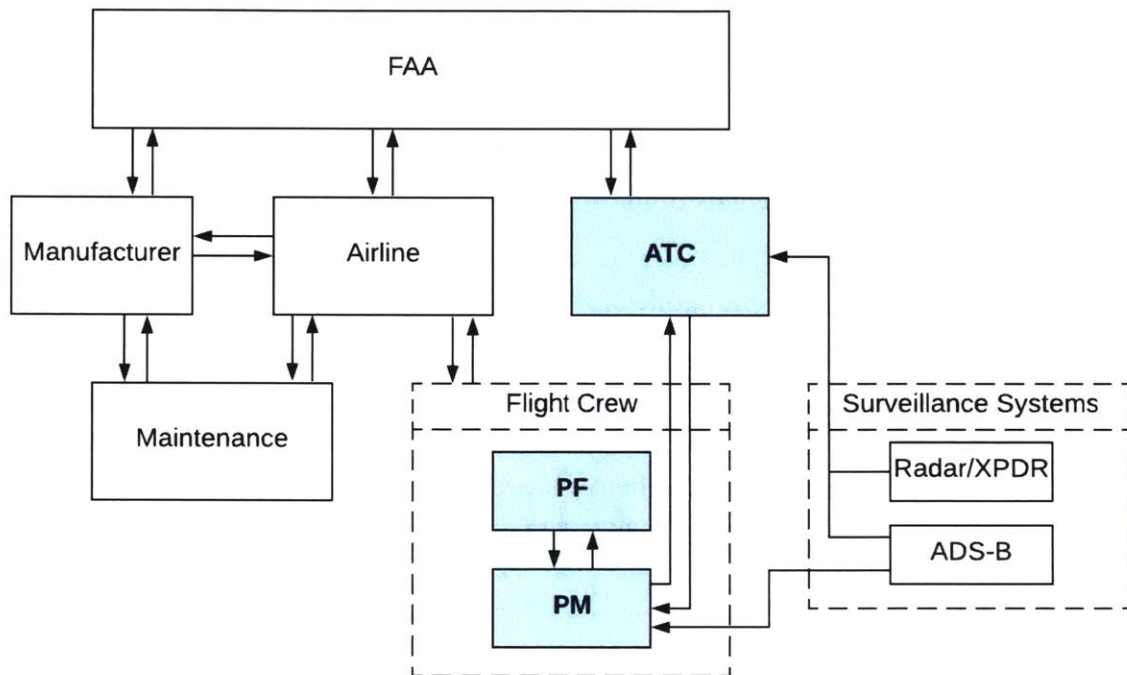 FAA
Manufacturer
Airline
ATC
Maintenance
Flight Crew
Surveillance Systems
PF
Radar/XPDR
PM
ADS-B